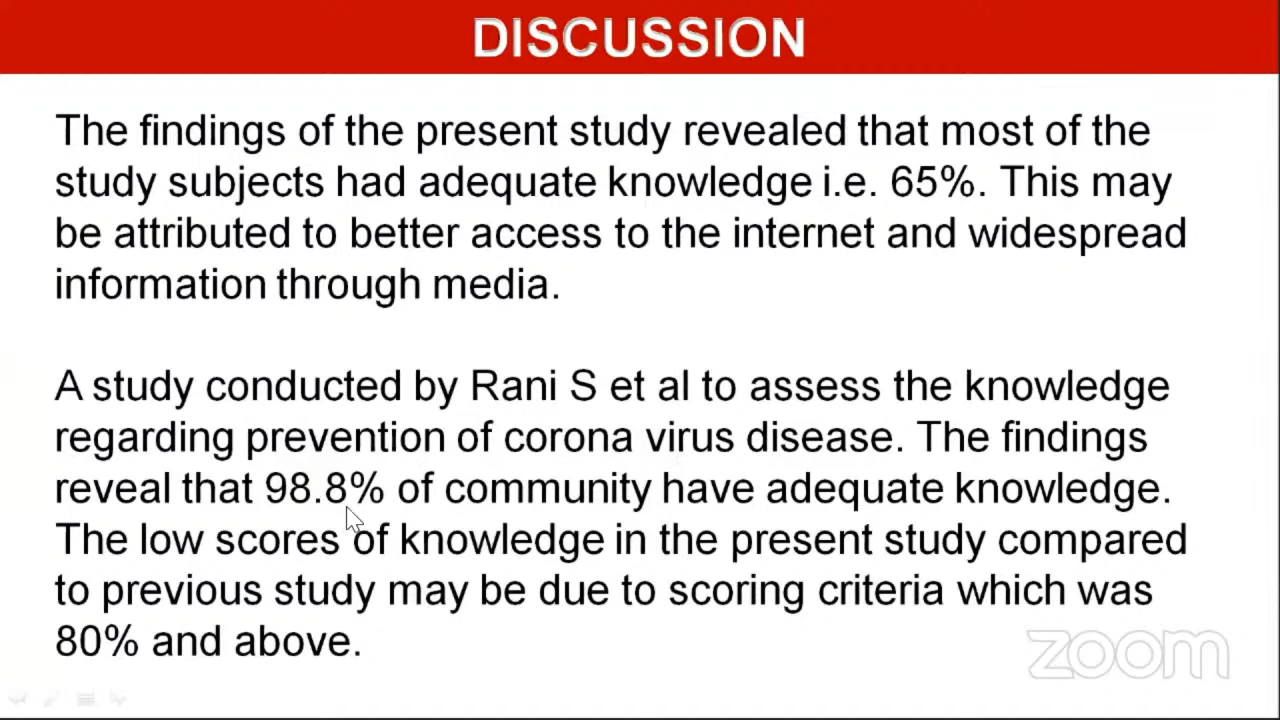 DISCUSSION
The findings of the present study revealed that most of the
study subjects had adequate knowledge i.e. 65%. This may
be attributed to better access to the internet and widespread
information through media.
A study conducted by Rani S et al to assess the knowledge
regarding prevention of corona virus disease. The findings
reveal that 98.8% of community have adequate knowledge.
The low scores of knowledge in the present study compared
to previous study may be due to scoring criteria which was
80% and above.
zoom